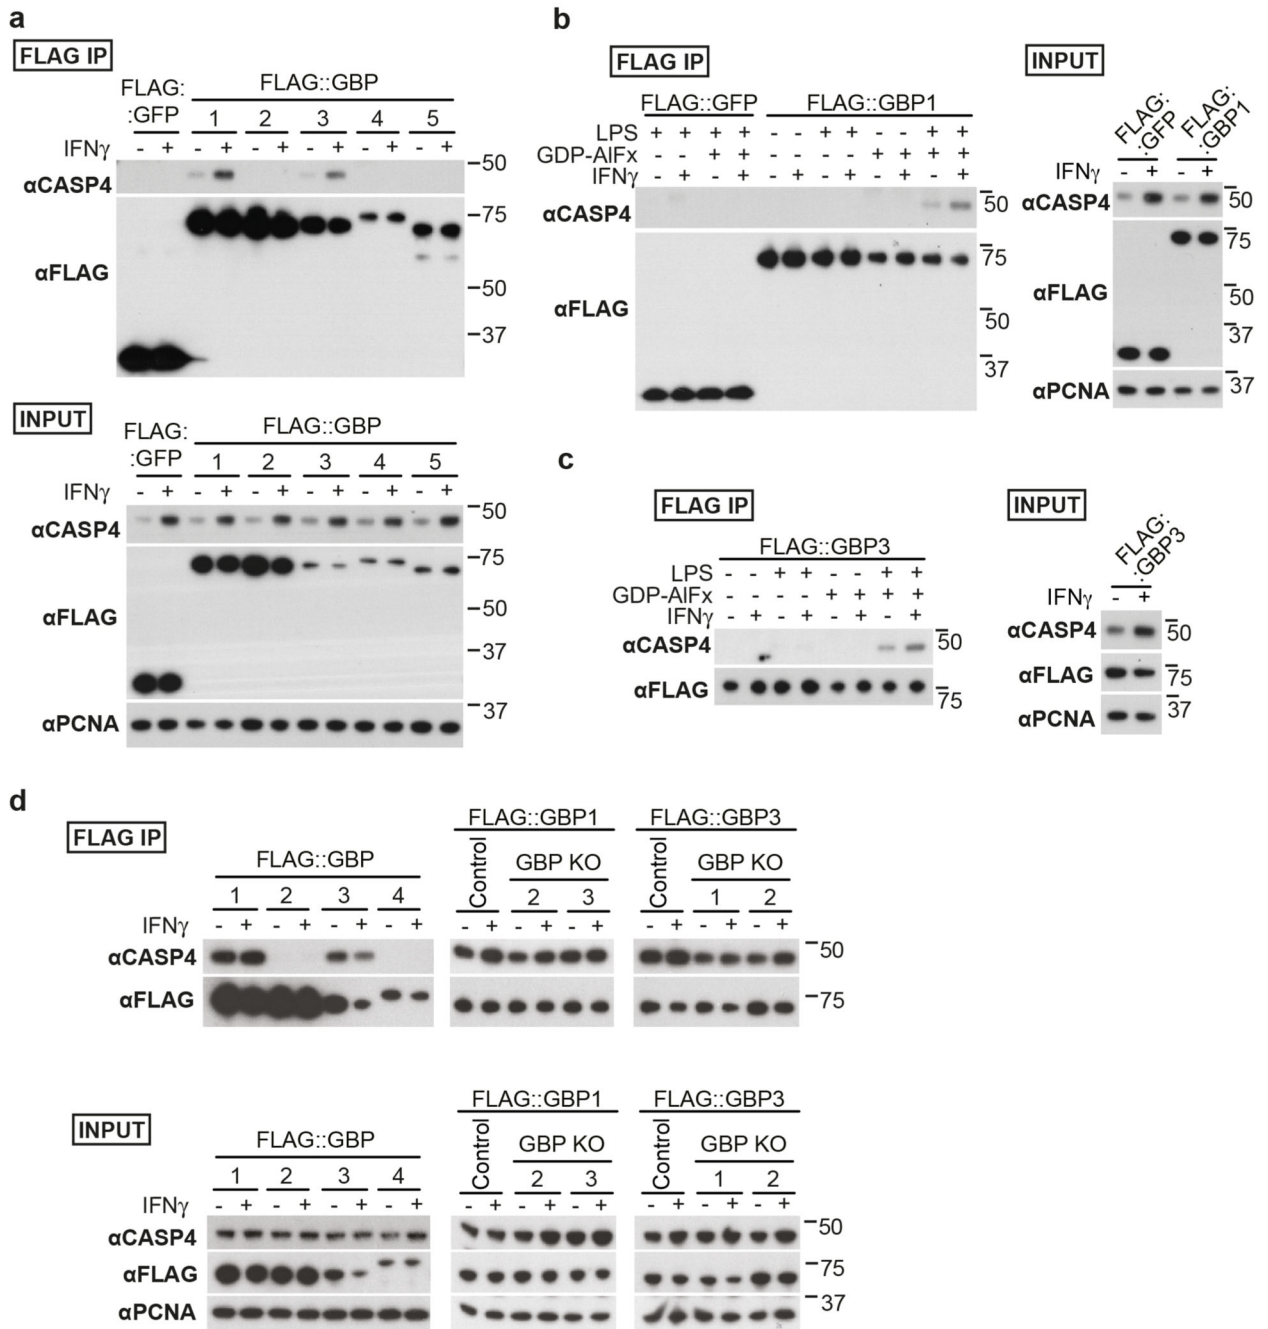 a
FLAG IP
FLAG:
:GFP
FLAG::GBP
1 2 3 4 5
IFNγ - + - + - + - + - + - +
αCASP4
50
αFLAG
75
50
37
INPUT
FLAG:
:GFP
FLAG::GBP
1 2 3 4 5
IFNγ - + - + - + - + - + - +
αCASP4
50
αFLAG
75
50
37
αPCNA
37
b
FLAG IP
FLAG::GFP FLAG::GBP1
LPS + + + + - - + + - - + +
GDP-AlFx - - + + - - - - + + + +
IFNγ - + - + - + - + - + - +
αCASP4
50
αFLAG
75
50
37
INPUT
FLAG:
:GFP
FLAG:
:GBP1
IFNγ - + - +
αCASP4
50
αFLAG
75
50
37
αPCNA
37
c
FLAG IP
FLAG::GBP3
LPS - - + + - - + +
GDP-AlFx - - - - + + + +
IFNγ - + - + - + - +
αCASP4
50
αFLAG
75
INPUT
FLAG:
:GBP3
IFNγ - +
αCASP4
50
αFLAG
75
αPCNA
37
d
FLAG IP
FLAG::GBP
1 2 3 4
IFNγ - + - + - + - +
αCASP4
αFLAG
FLAG::GBP1
Control
GBP KO
2 3
- + - + - +
FLAG::GBP3
Control
GBP KO
1 2
- + - + - +
50
75
INPUT
FLAG::GBP
1 2 3 4
IFNγ - + - + - + - +
αCASP4
αFLAG
αPCNA
FLAG::GBP1
Control
GBP KO
2 3
- + - + - +
FLAG::GBP3
Control
GBP KO
1 2
- + - + - +
50
75
37